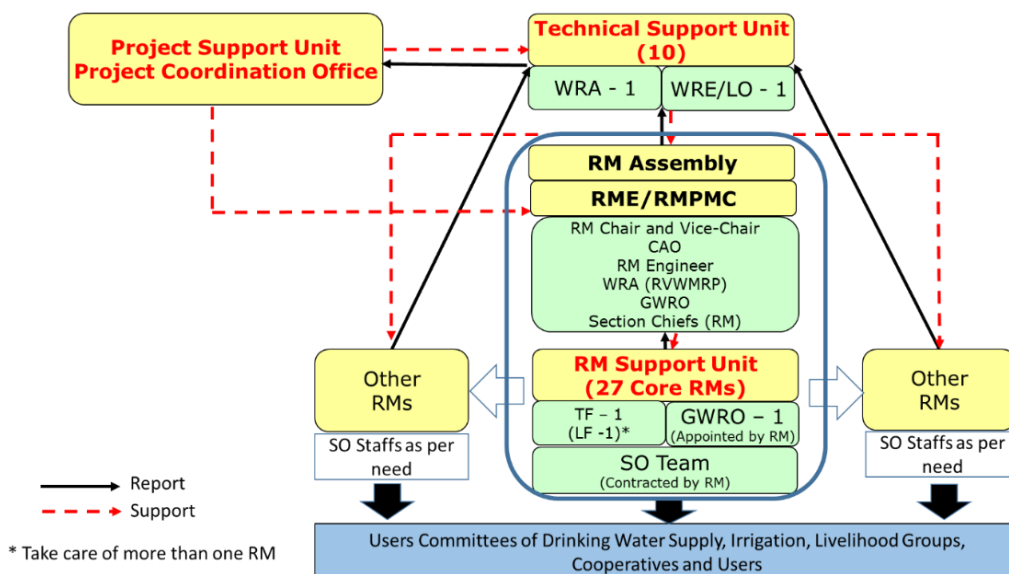 Project Support Unit
Project Coordination Office
Technical Support Unit
(10)
WRA - 1
WRE/LO - 1
RM Assembly
RME/RMPMC
RM Chair and Vice-Chair
CAO
RM Engineer
WRA (RVWMRP)
GWRO
Section Chiefs (RM)
Other
RMs
RM Support Unit
(27 Core RMs)
Other
RMs
TF – 1
(LF -1)*
GWRO – 1
(Appointed by RM)
SO Staffs as per
need
SO Team
(Contracted by RM)
SO Staffs as per
need
Report
Support
* Take care of more than one RM
Users Committees of Drinking Water Supply, Irrigation, Livelihood Groups,
Cooperatives and Users